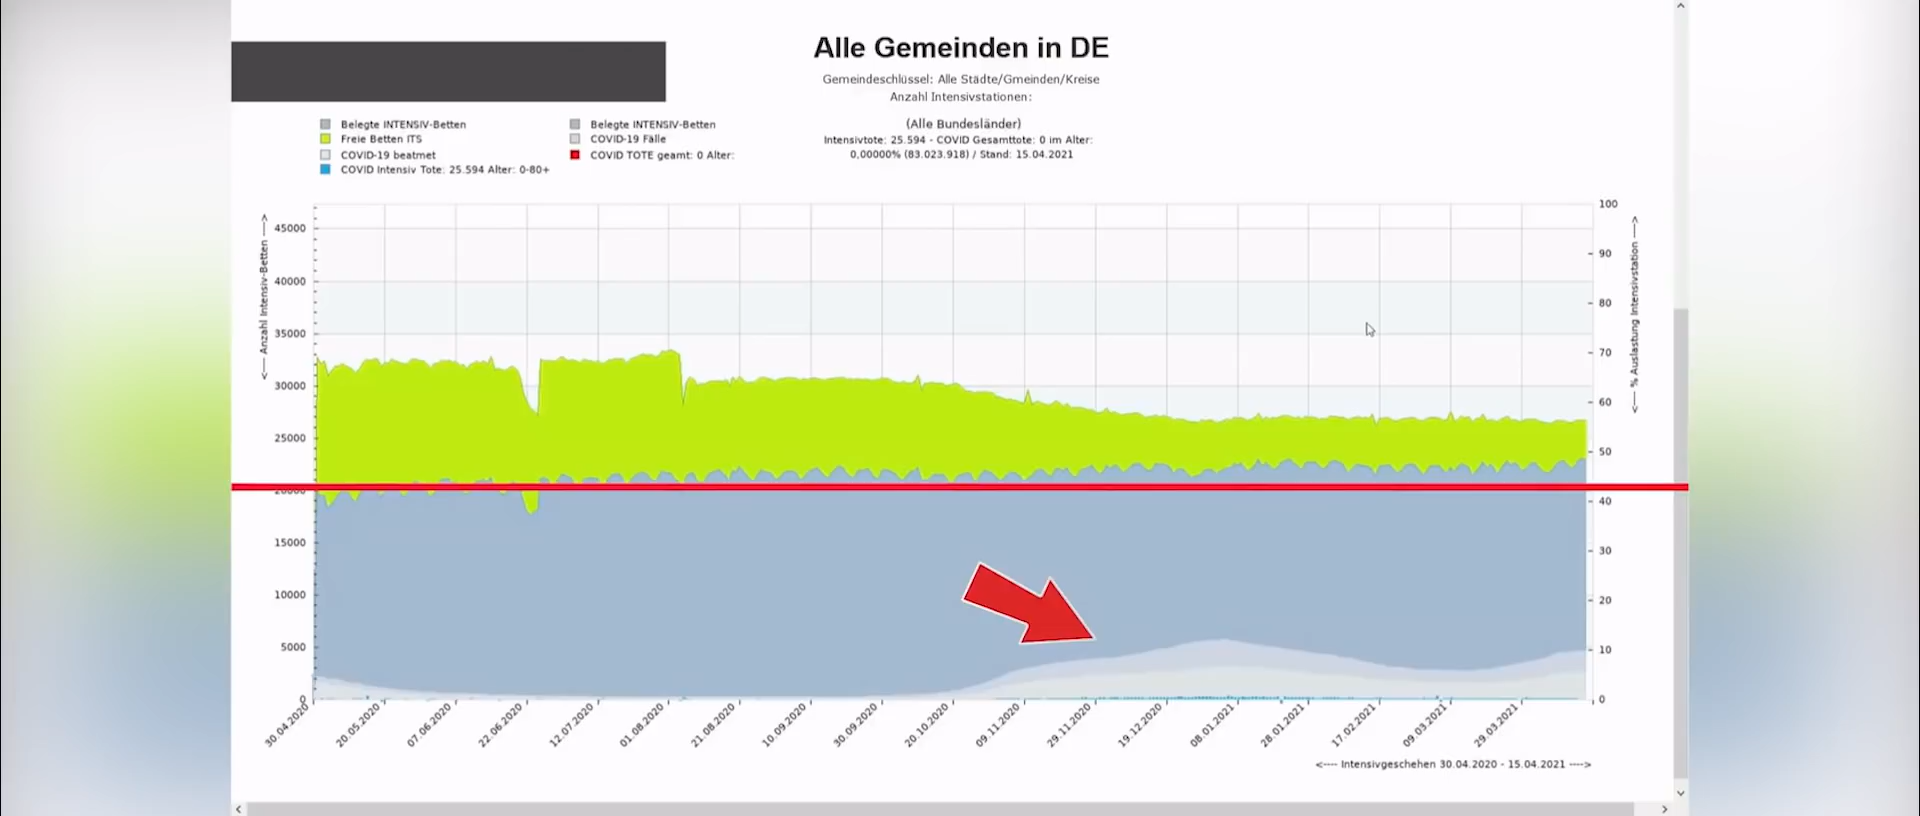 Alle Gemeinden in DE
Gemeindeschlüssel: Alle Städte/Gmeinden/Kreise
Anzahl Intensivstationen:
(Alle Bundesländer)
Intensivtote: 25.594 - COVID Gesamttote: 0 im Alter:
0,00000% (83.023.918) / Stand: 15.04.2021
Belegte INTENSIV-Betten
Freie Betten ITS
COVID-19 beatmet
COVID Intensiv Tote: 25.594 Alter: 0-80+
Belegte INTENSIV-Betten
COVID-19 Fälle
COVID TOTE geamt: 0 Alter:
<---- Anzahl Intensiv-Betten ---->
45000
40000
35000
30000
25000
20000
15000
10000
5000
0
100
90
80
70
60
50
40
30
20
10
0
<---- % Auslastung Intensivstation ---->
30.04.2020
20.05.2020
07.06.2020
22.06.2020
12.07.2020
01.08.2020
21.08.2020
10.09.2020
30.09.2020
20.10.2020
09.11.2020
29.11.2020
19.12.2020
08.01.2021
28.01.2021
17.02.2021
09.03.2021
29.03.2021
<---- Intensivgeschehen 30.04.2020 - 15.04.2021 ---->